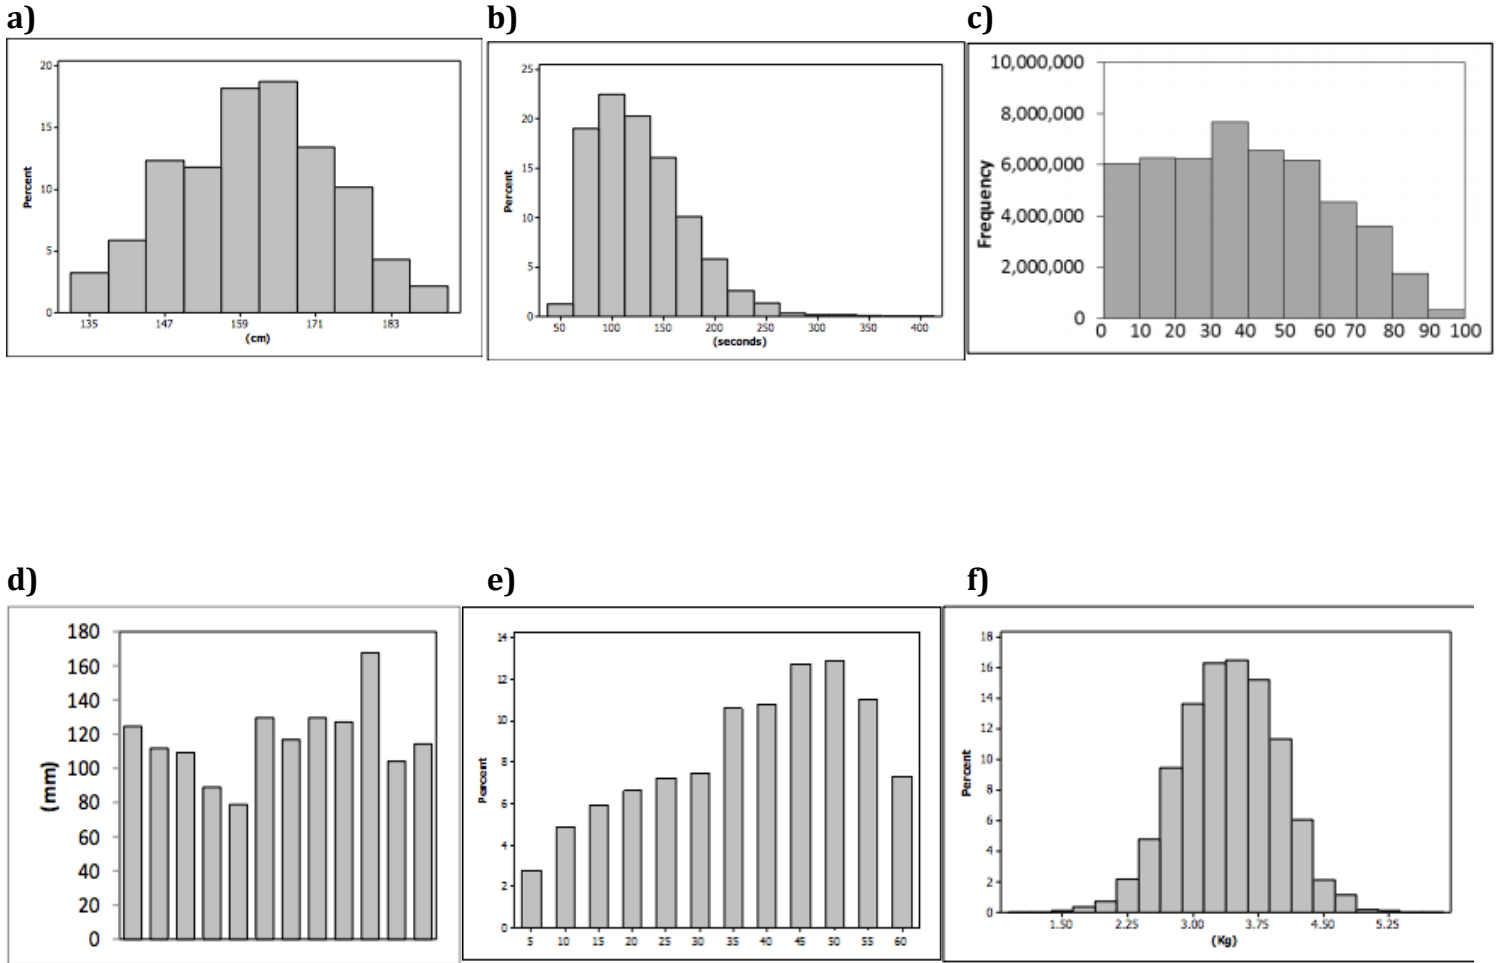 a)
b)
c)
20
15
10
5
0
Percent
135 147 159 171 183
(cm)
25
20
15
10
5
0
Percent
50 100 150 200 250 300 350 400
(seconds)
10,000,000
8,000,000
6,000,000
4,000,000
2,000,000
0
Frequency
0 10 20 30 40 50 60 70 80 90 100
d)
e)
f)
180
160
140
120
100
80
60
40
20
0
(mm)
14
12
10
8
6
4
2
0
Percent
5 10 15 20 25 30 35 40 45 50 55 60
18
16
14
12
10
8
6
4
2
0
Percent
1.50 2.25 3.00 3.75 4.50 5.25
(Kg)